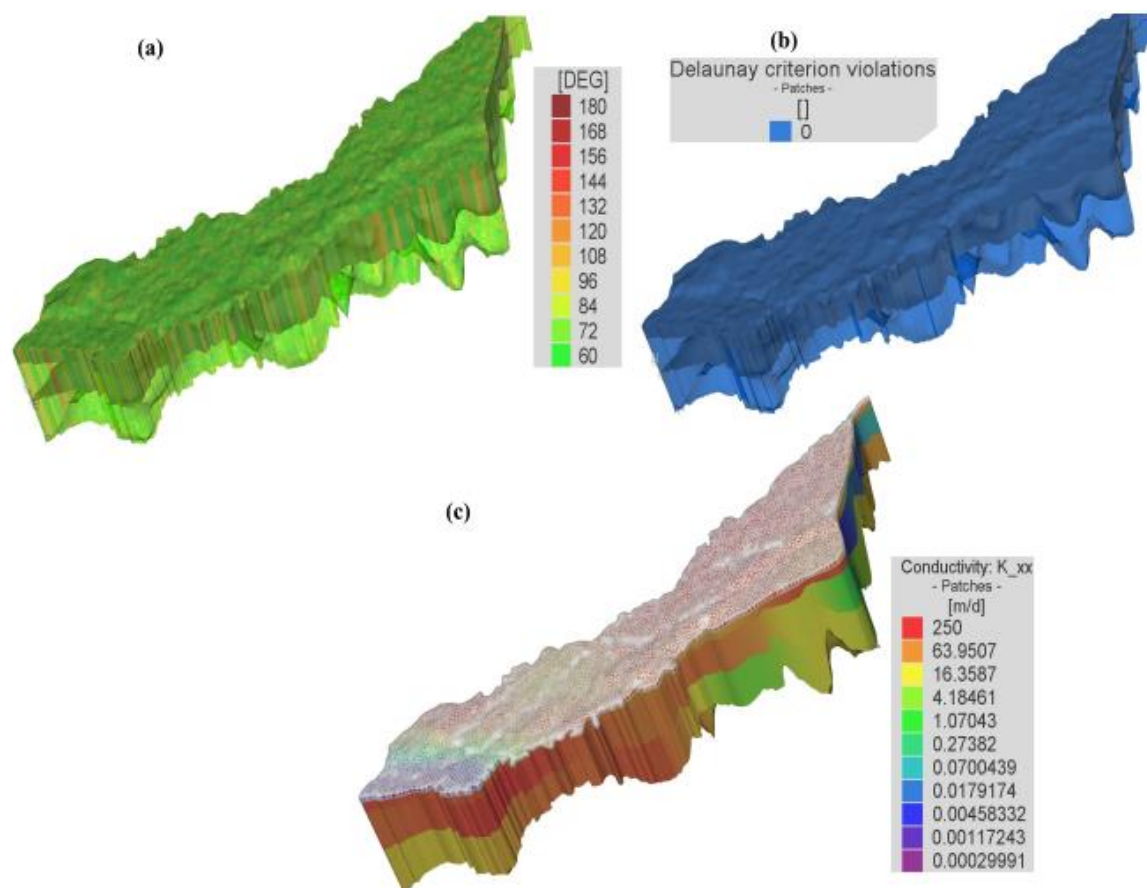 (a)
[DEG]
180
168
156
144
132
120
108
96
84
72
60
(b)
Delaunay criterion violations
- Patches -
[]
0
(c)
Conductivity: K_xx
- Patches -
[m/d]
250
63.9507
16.3587
4.18461
1.07043
0.27382
0.0700439
0.0179174
0.00458332
0.00117243
0.00029991